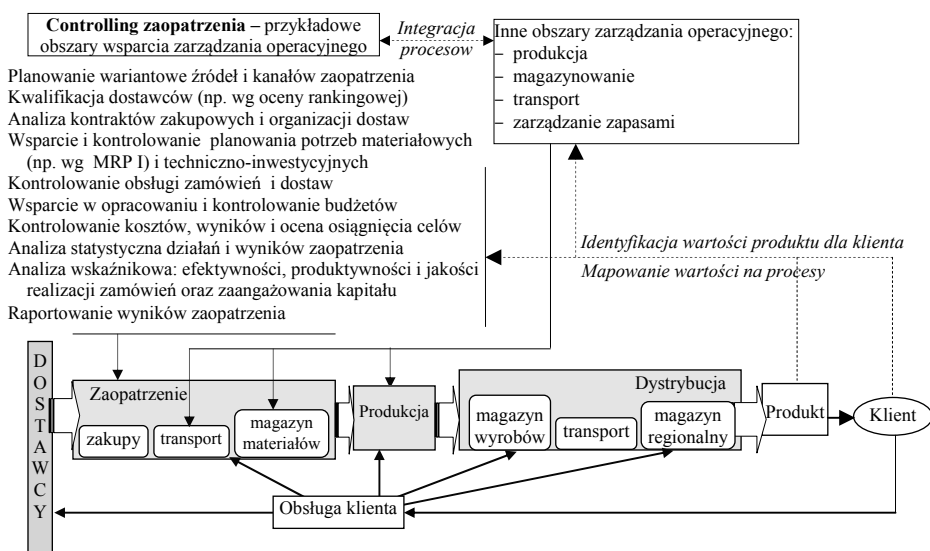 Controlling zaopatrzenia – przykładowe
obszary wsparcia zarządzania operacyjnego
Integracja
procesow
Inne obszary zarządzania operacyjnego:
– produkcja
– magazynowanie
– transport
– zarządzanie zapasami
Planowanie wariantowe źródeł i kanałów zaopatrzenia
Kwalifikacja dostawców (np. wg oceny rankingowej)
Analiza kontraktów zakupowych i organizacji dostaw
Wsparcie i kontrolowanie planowania potrzeb materiałowych
(np. wg MRP I) i techniczno-inwestycyjnych
Kontrolowanie obsługi zamówień i dostaw
Wsparcie w opracowaniu i kontrolowanie budżetów
Kontrolowanie kosztów, wyników i ocena osiągnięcia celów
Analiza statystyczna działań i wyników zaopatrzenia
Analiza wskaźnikowa: efektywności, produktywności i jakości
realizacji zamówień oraz zaangażowania kapitału
Raportowanie wyników zaopatrzenia
Identyfikacja wartości produktu dla klienta
Mapowanie wartości na procesy
D
O
S
T
A
W
C
Y
Zaopatrzenie
zakupy
transport
magazyn
materiałów
Produkcja
Dystrybucja
magazyn
wyrobów
transport
magazyn
regionalny
Produkt
Klient
Obsługa klienta